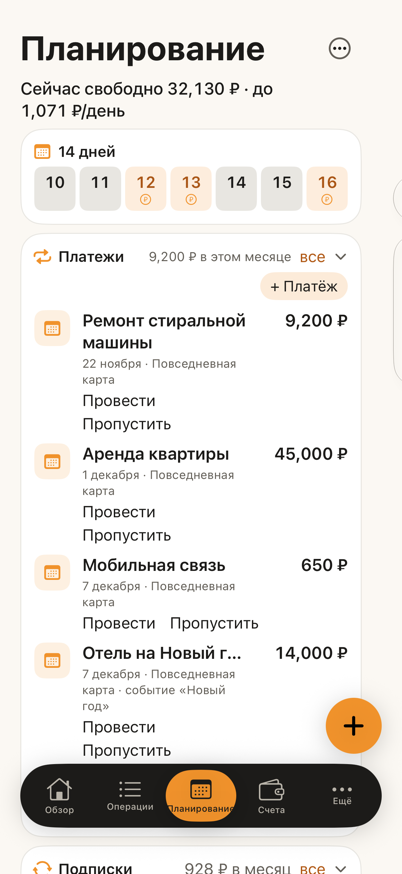 Планирование
Сейчас свободно 32,130 ₽ · до
1,071 ₽/день
14 дней
10 11 12 13 14 15 16
Платежи 9,200 ₽ в этом месяце все
+ Платёж
Ремонт стиральной 9,200 ₽
машины
22 ноября · Повседневная
карта
Провести
Пропустить
Аренда квартиры 45,000 ₽
1 декабря · Повседневная
карта
Провести
Пропустить
Мобильная связь 650 ₽
7 декабря · Повседневная
карта
Провести Пропустить
Отель на Новый г... 14,000 ₽
7 декабря · Повседневная
карта · событие «Новый
год»
Провести
Пропустить
Обзор Операции Планирование Счета Ещё
Подписки 928 ₽ в месяц все